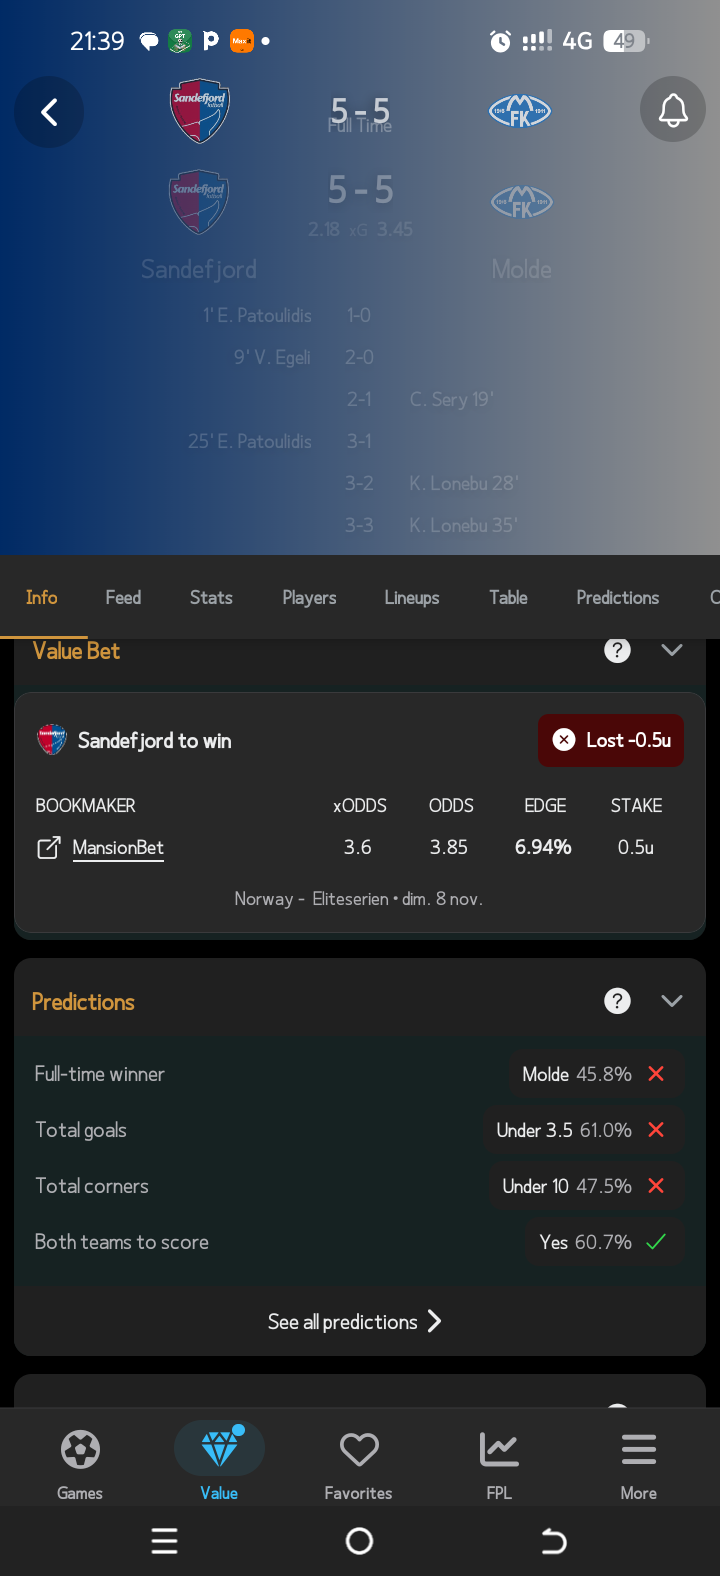 21:39 4G 49
Sandefjord 5 - 5 FK
Full Time
Sandefjord 5 - 5 FK
2.18 xG 3.45
Sandefjord Molde
1' E. Patoulidis 1-0
9' V. Egeli 2-0
2-1 C. Sery 19'
25' E. Patoulidis 3-1
3-2 K. Lonebu 28'
3-3 K. Lonebu 35'
Info Feed Stats Players Lineups Table Predictions
Value Bet ?
Sandefjord to win Lost -0.5u
BOOKMAKER xODDS ODDS EDGE STAKE
MansionBet 3.6 3.85 6.94% 0.5u
Norway - Eliteserien • dim. 8 nov.
Predictions ?
Full-time winner Molde 45.8%
Total goals Under 3.5 61.0%
Total corners Under 10 47.5%
Both teams to score Yes 60.7%
See all predictions
Games Value Favorites FPL More